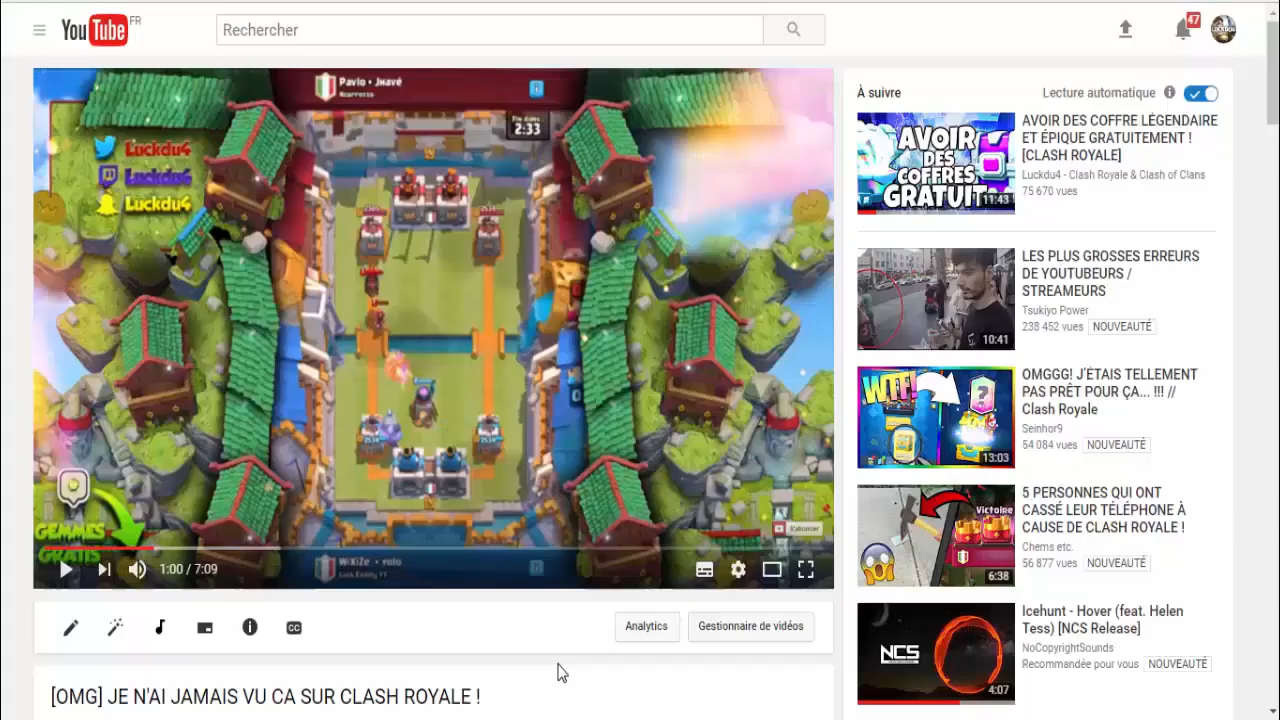 YouTube FR
Rechercher
47
Pavlo • Jwavé
Fin dans :
2:33
Luckdu4
Luckdu4
Luckdu4
GEMMES
GRATIS
S'abonner
WiXiZe • yolo
1:00 / 7:09
Analytics
Gestionnaire de vidéos
[OMG] JE N'AI JAMAIS VU CA SUR CLASH ROYALE !
À suivre
Lecture automatique
AVOIR
DES
COFFRES
GRATUIT
11:43
AVOIR DES COFFRE LÉGENDAIRE
ET ÉPIQUE GRATUITEMENT !
[CLASH ROYALE]
Luckdu4 - Clash Royale & Clash of Clans
75 670 vues
10:41
LES PLUS GROSSES ERREURS
DE YOUTUBEURS /
STREAMEURS
Tsukiyo Power
238 452 vues NOUVEAUTÉ
WTF!
?
13:03
OMGGG! J'ÉTAIS TELLEMENT
PAS PRÊT POUR ÇA... !!! //
Clash Royale
Seinhor9
54 084 vues NOUVEAUTÉ
Victoire
6:38
5 PERSONNES QUI ONT
CASSÉ LEUR TÉLÉPHONE À
CAUSE DE CLASH ROYALE !
Chems etc.
56 877 vues NOUVEAUTÉ
NCS
4:07
Icehunt - Hover (feat. Helen
Tess) [NCS Release]
NoCopyrightSounds
Recommandée pour vous NOUVEAUTÉ